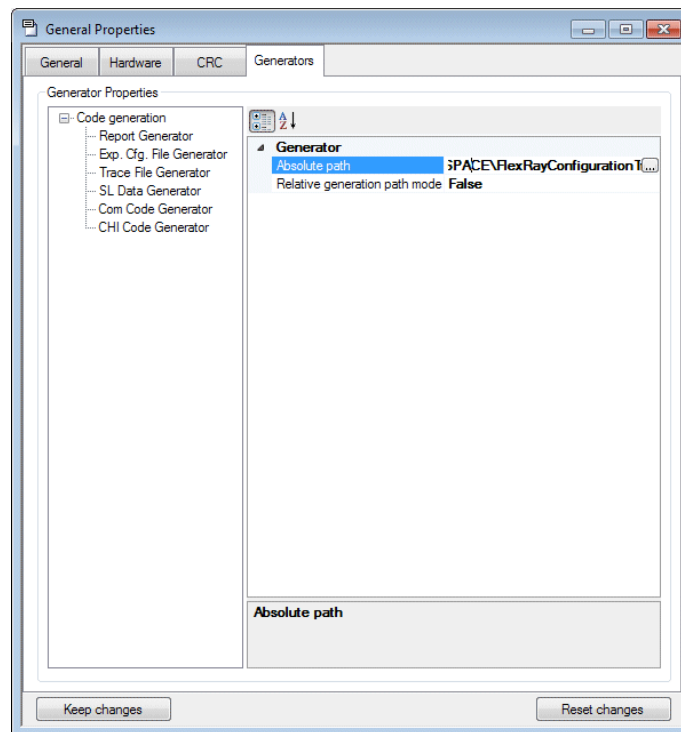 General Properties
General Hardware CRC Generators
Generator Properties
Code generation
Report Generator
Exp. Cfg. File Generator
Trace File Generator
SL Data Generator
Com Code Generator
CHI Code Generator
Generator
Absolute path SPACE\FlexRayConfigurationT ...
Relative generation path mode False
Absolute path
Keep changes Reset changes